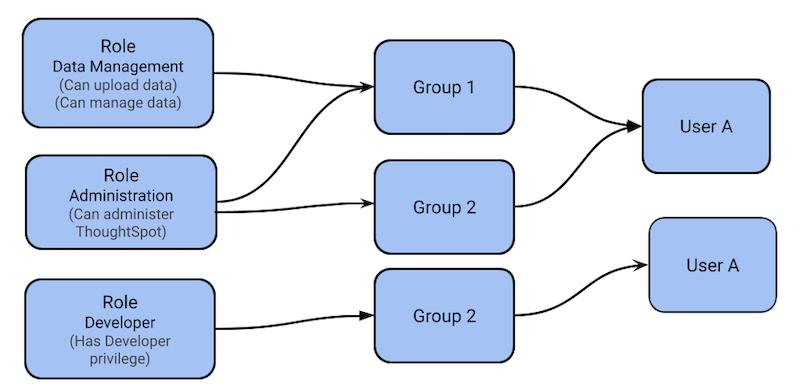 Role
Data Management
(Can upload data)
(Can manage data)
Role
Administration
(Can administer
ThoughtSpot)
Role
Developer
(Has Developer
privilege)
Group 1
Group 2
Group 2
User A
User A